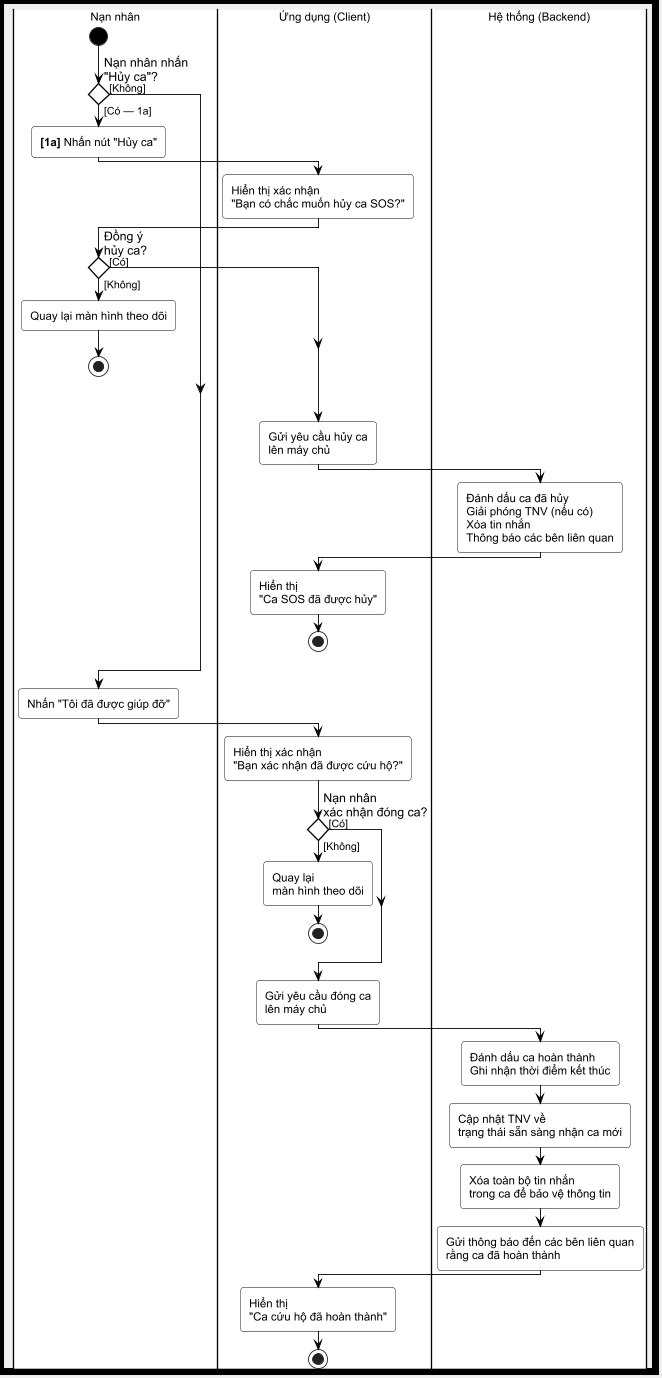 Nạn nhân
Ứng dụng (Client)
Hệ thống (Backend)
Nạn nhân nhấn
"Hủy ca"?
[Không]
[Có — 1a]
[1a] Nhấn nút "Hủy ca"
Hiển thị xác nhận
"Bạn có chắc muốn hủy ca SOS?"
Đồng ý
hủy ca?
[Có]
[Không]
Quay lại màn hình theo dõi
Gửi yêu cầu hủy ca
lên máy chủ
Đánh dấu ca đã hủy
Giải phóng TNV (nếu có)
Xóa tin nhắn
Thông báo các bên liên quan
Hiển thị
"Ca SOS đã được hủy"
Nhấn "Tôi đã được giúp đỡ"
Hiển thị xác nhận
"Bạn xác nhận đã được cứu hộ?"
Nạn nhân
xác nhận đóng ca?
[Có]
[Không]
Quay lại
màn hình theo dõi
Gửi yêu cầu đóng ca
lên máy chủ
Đánh dấu ca hoàn thành
Ghi nhận thời điểm kết thúc
Cập nhật TNV về
trạng thái sẵn sàng nhận ca mới
Xóa toàn bộ tin nhắn
trong ca để bảo vệ thông tin
Gửi thông báo đến các bên liên quan
rằng ca đã hoàn thành
Hiển thị
"Ca cứu hộ đã hoàn thành"